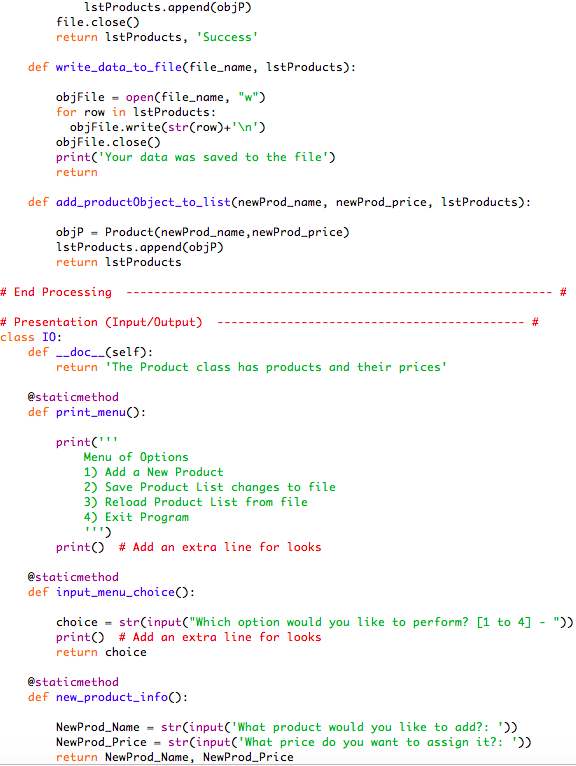 lstProducts.append(objP)
        file.close()
        return lstProducts, 'Success'

    def write_data_to_file(file_name, lstProducts):

        objFile = open(file_name, "w")
        for row in lstProducts:
          objFile.write(str(row)+'\n')
        objFile.close()
        print('Your data was saved to the file')
        return

    def add_productObject_to_list(newProd_name, newProd_price, lstProducts):

        objP = Product(newProd_name,newProd_price)
        lstProducts.append(objP)
        return lstProducts

# End Processing  ------------------------------------------------------------- #

# Presentation (Input/Output)  -------------------------------------------- #
class IO:
    def __doc__(self):
        return 'The Product class has products and their prices'

    @staticmethod
    def print_menu():

        print('''
            Menu of Options
            1) Add a New Product
            2) Save Product List changes to file
            3) Reload Product List from file
            4) Exit Program
            ''')
        print()  # Add an extra line for looks

    @staticmethod
    def input_menu_choice():

        choice = str(input("Which option would you like to perform? [1 to 4] - "))
        print()  # Add an extra line for looks
        return choice

    @staticmethod
    def new_product_info():

        NewProd_Name = str(input('What product would you like to add?: '))
        NewProd_Price = str(input('What price do you want to assign it?: '))
        return NewProd_Name, NewProd_Price